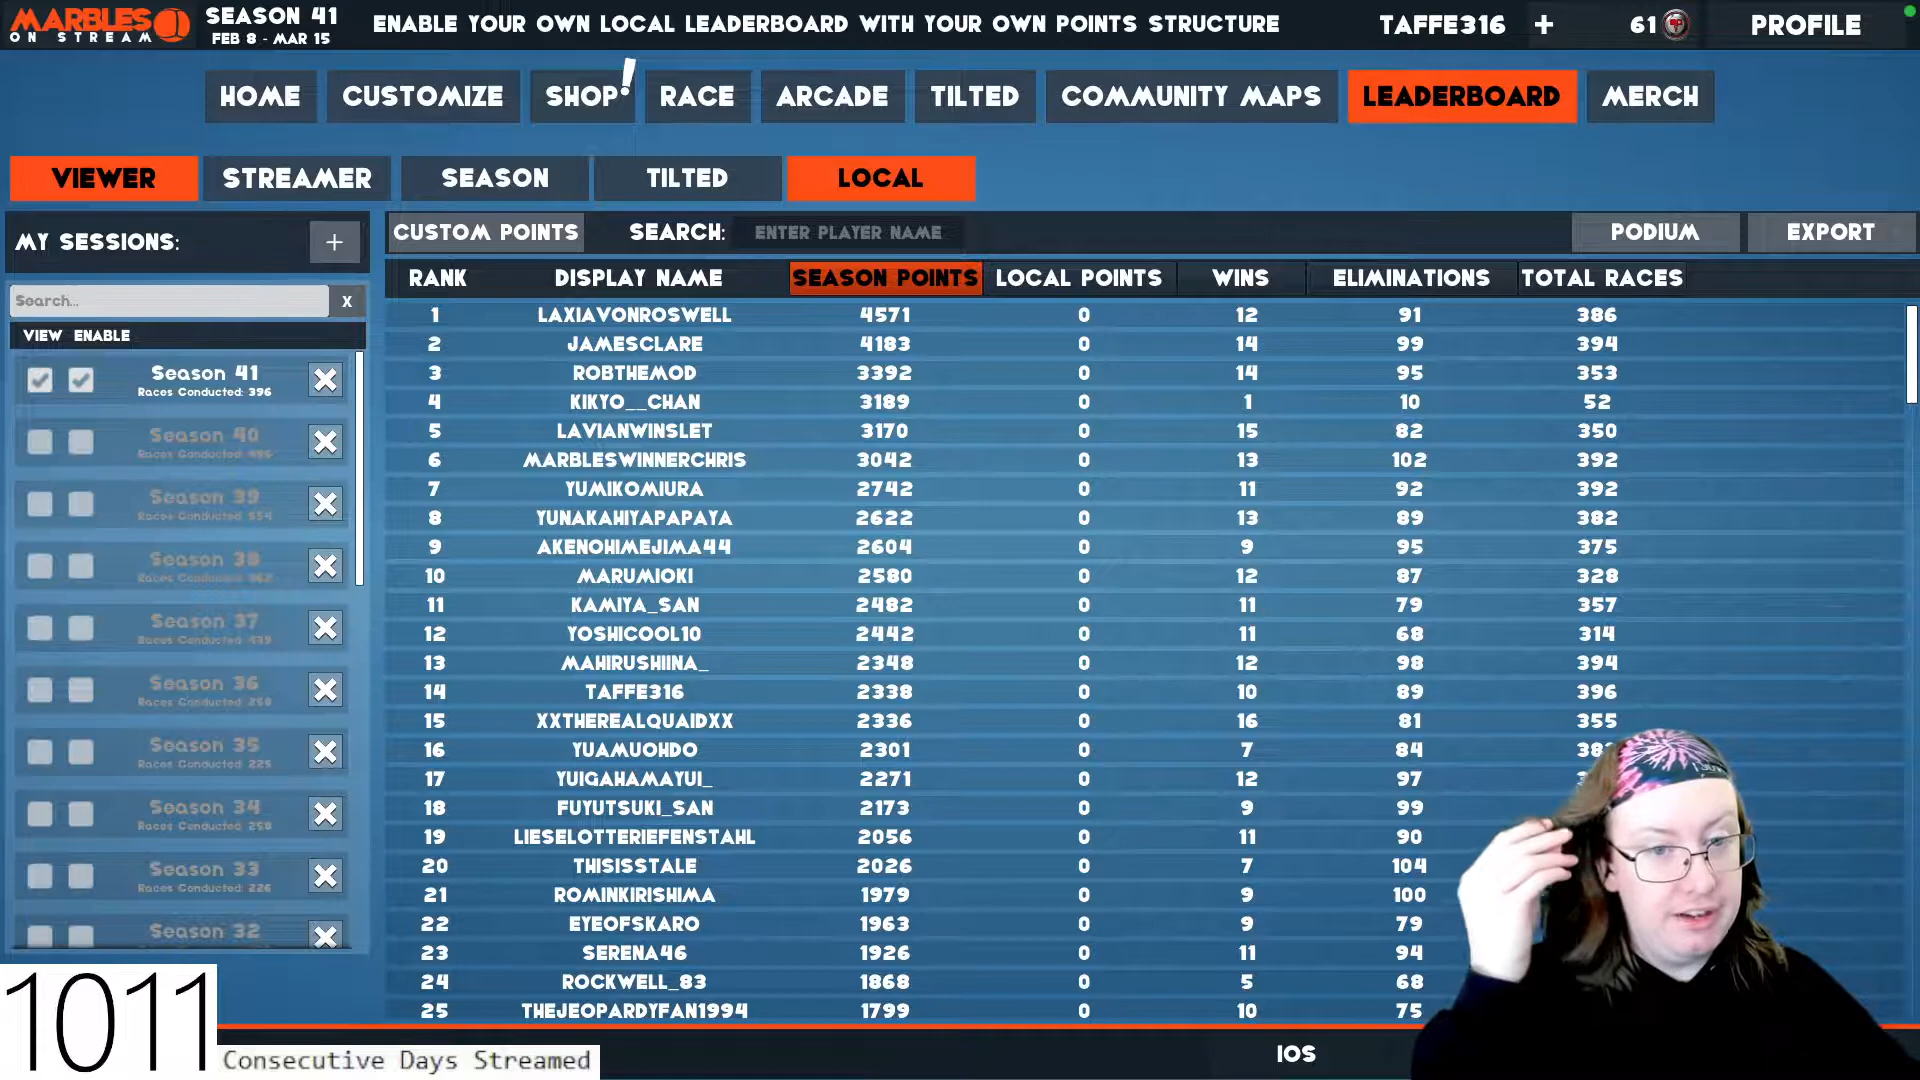 MARBLES
ON STREAM
SEASON 41
FEB 8 - MAR 15
ENABLE YOUR OWN LOCAL LEADERBOARD WITH YOUR OWN POINTS STRUCTURE
TAFFE316 +
61
PROFILE
HOME CUSTOMIZE SHOP! RACE ARCADE TILTED COMMUNITY MAPS LEADERBOARD MERCH
VIEWER STREAMER SEASON TILTED LOCAL
MY SESSIONS: +
CUSTOM POINTS SEARCH: ENTER PLAYER NAME PODIUM EXPORT
Search... X
VIEW ENABLE
Season 41
Races Conducted: 396
Season 40
Season 39
Season 38
Season 37
Season 36
Season 35
Races Conducted: 225
Season 34
Races Conducted: 258
Season 33
Races Conducted: 226
Season 32
RANK DISPLAY NAME SEASON POINTS LOCAL POINTS WINS ELIMINATIONS TOTAL RACES
1 LAXIAVONROSWELL 4571 0 12 91 386
2 JAMESCLARE 4183 0 14 99 394
3 ROBTHEMOD 3392 0 14 95 353
4 KIKYO__CHAN 3189 0 1 10 52
5 LAVIANWINSLET 3170 0 15 82 350
6 MARBLESWINNERCHRIS 3042 0 13 102 392
7 YUMIKOMIURA 2742 0 11 92 392
8 YUNAKAHIYAPAPAYA 2622 0 13 89 382
9 AKENOHIMEJIMA44 2604 0 9 95 375
10 MARUMIOKI 2580 0 12 87 328
11 KAMIYA_SAN 2482 0 11 79 357
12 YOSHICOOL10 2442 0 11 68 314
13 MAHIRUSHIINA_ 2348 0 12 98 394
14 TAFFE316 2338 0 10 89 396
15 XXTHEREALQUAIDXX 2336 0 16 81 355
16 YUAMUOHDO 2301 0 7 84
17 YUIGAHAMAYUI_ 2271 0 12 97
18 FUYUTSUKI_SAN 2173 0 9 99
19 LIESELOTTERIEFENSTAHL 2056 0 11 90
20 THISISSTALE 2026 0 7 104
21 ROMINKIRISHIMA 1979 0 9 100
22 EYEOFSKARO 1963 0 9 79
23 SERENA46 1926 0 11 94
24 ROCKWELL_83 1868 0 5 68
25 THEJEOPARDYFAN1994 1799 0 10 75
1011
Consecutive Days Streamed
IOS